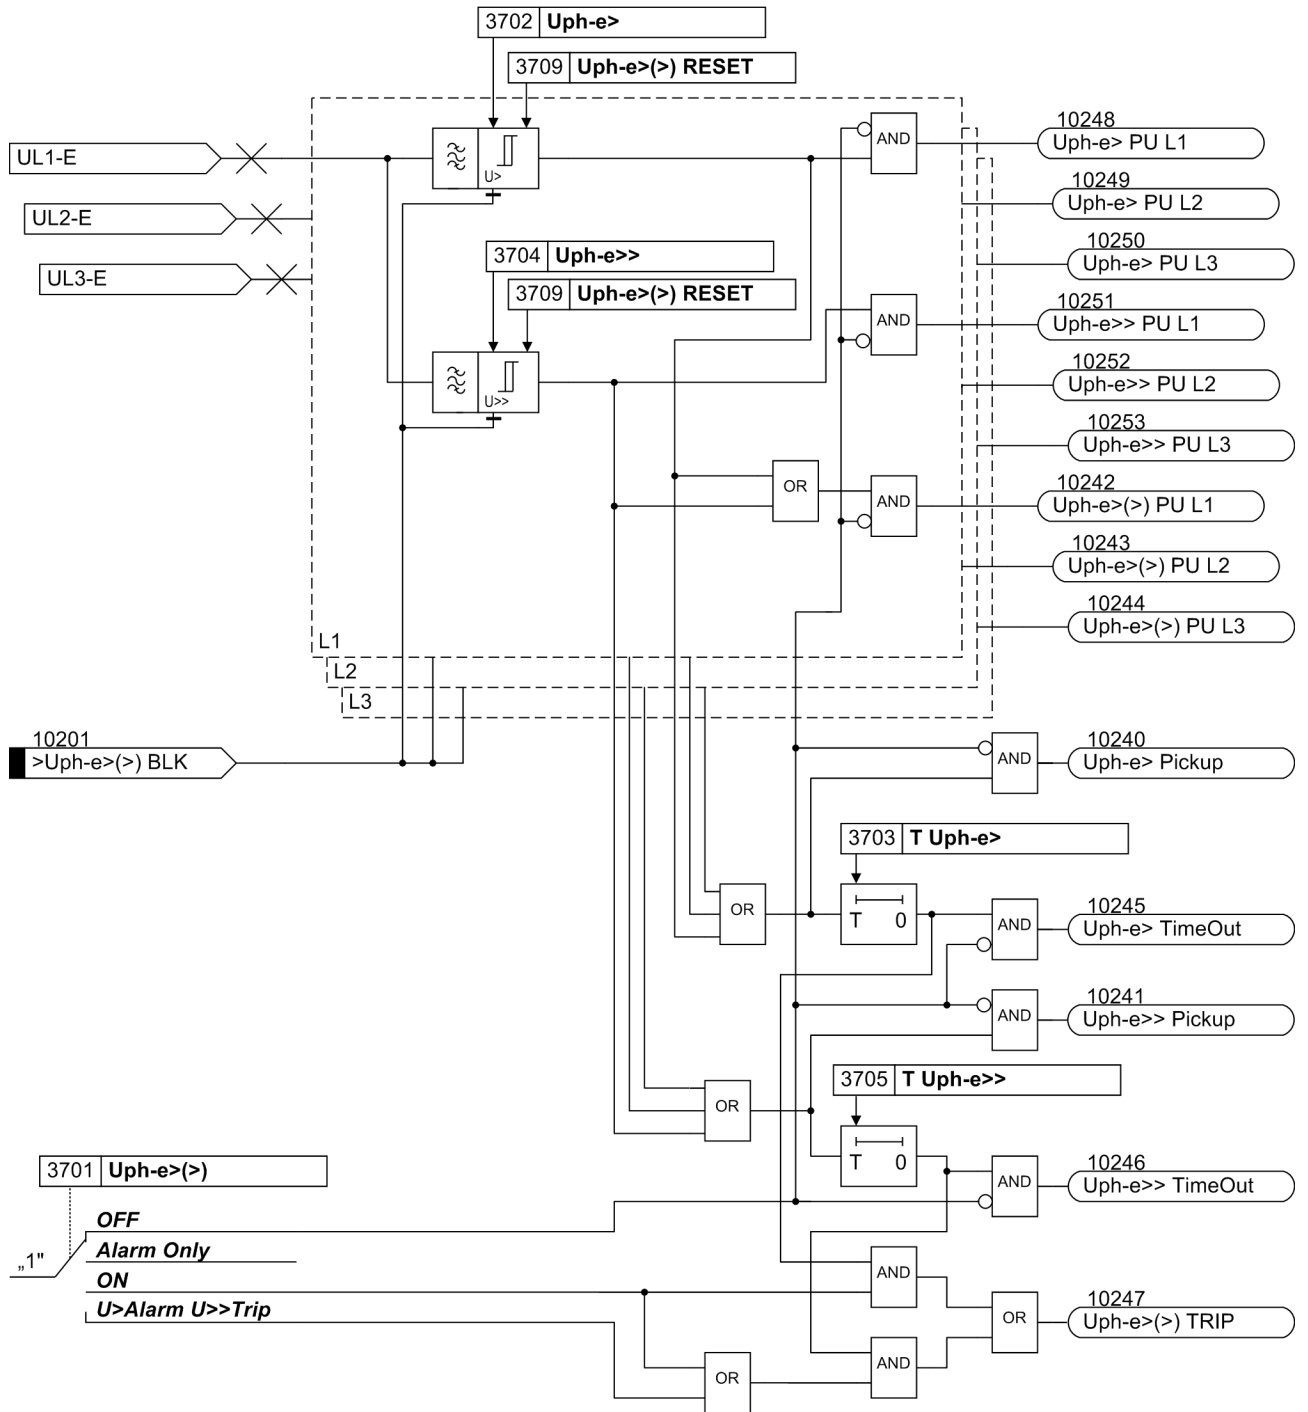 3702 Uph-e>
3709 Uph-e>(>) RESET
UL1-E
U>
AND
10248
Uph-e> PU L1
UL2-E
10249
Uph-e> PU L2
UL3-E
3704 Uph-e>>
10250
Uph-e> PU L3
3709 Uph-e>(>) RESET
AND
10251
Uph-e>> PU L1
U>>
10252
Uph-e>> PU L2
10253
Uph-e>> PU L3
OR
AND
10242
Uph-e>(>) PU L1
10243
Uph-e>(>) PU L2
10244
Uph-e>(>) PU L3
L1
L2
L3
10201
>Uph-e>(>) BLK
AND
10240
Uph-e> Pickup
3703 T Uph-e>
OR
T 0
AND
10245
Uph-e> TimeOut
AND
10241
Uph-e>> Pickup
3705 T Uph-e>>
OR
T 0
3701 Uph-e>(>)
AND
10246
Uph-e>> TimeOut
OFF
„1"
Alarm Only
ON
U>Alarm U>>Trip
AND
OR
10247
Uph-e>(>) TRIP
AND
OR